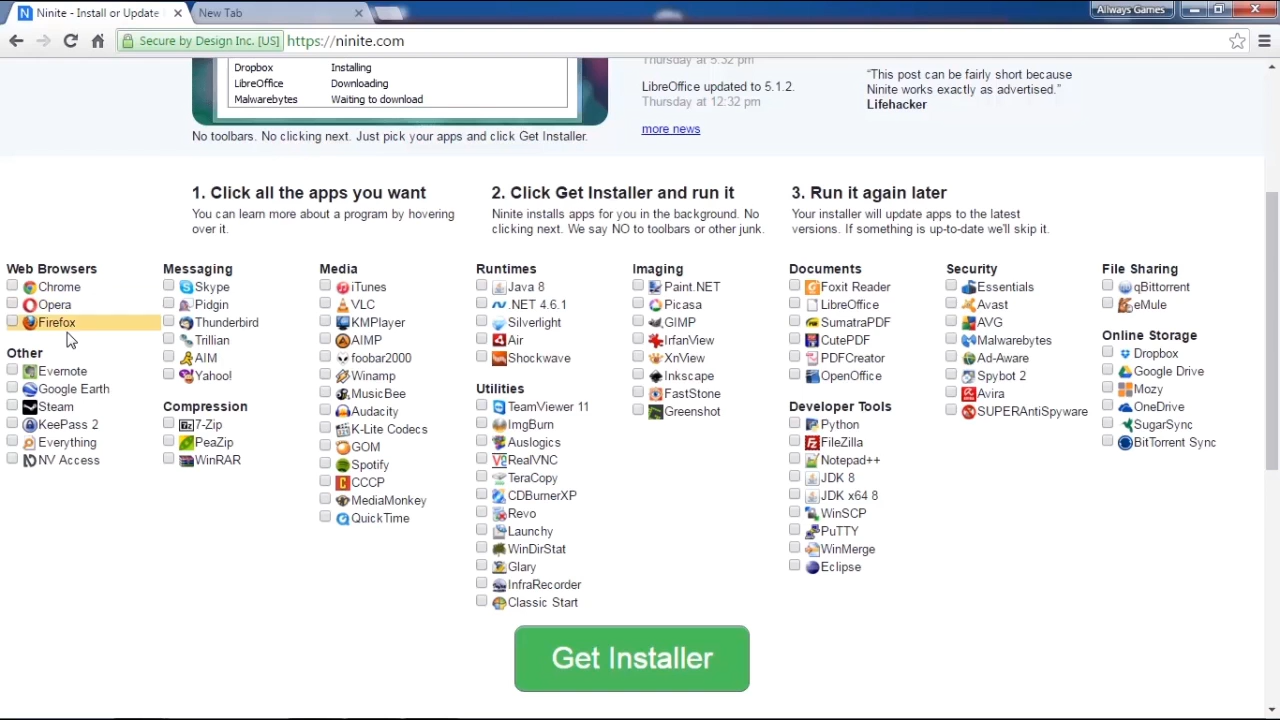 Ninite - Install or Update
New Tab
Allways Games
Secure by Design Inc. [US]
https://ninite.com
Dropbox Installing
LibreOffice Downloading
Malwarebytes Waiting to download
No toolbars. No clicking next. Just pick your apps and click Get Installer.
Thursday at 5:32 pm
LibreOffice updated to 5.1.2.
Thursday at 12:32 pm
more news
“This post can be fairly short because
Ninite works exactly as advertised.”
Lifehacker
1. Click all the apps you want
You can learn more about a program by hovering
over it.
2. Click Get Installer and run it
Ninite installs apps for you in the background. No
clicking next. We say NO to toolbars or other junk.
3. Run it again later
Your installer will update apps to the latest
versions. If something is up-to-date we'll skip it.
Web Browsers
Chrome
Opera
Firefox
Other
Evernote
Google Earth
Steam
KeePass 2
Everything
NV Access
Messaging
Skype
Pidgin
Thunderbird
Trillian
AIM
Yahoo!
Compression
7-Zip
PeaZip
WinRAR
Media
iTunes
VLC
KMPlayer
AIMP
foobar2000
Winamp
MusicBee
Audacity
K-Lite Codecs
GOM
Spotify
CCCP
MediaMonkey
QuickTime
Runtimes
Java 8
.NET 4.6.1
Silverlight
Air
Shockwave
Utilities
TeamViewer 11
ImgBurn
Auslogics
RealVNC
TeraCopy
CDBurnerXP
Revo
Launchy
WinDirStat
Glary
InfraRecorder
Classic Start
Imaging
Paint.NET
Picasa
GIMP
IrfanView
XnView
Inkscape
FastStone
Greenshot
Documents
Foxit Reader
LibreOffice
SumatraPDF
CutePDF
PDFCreator
OpenOffice
Developer Tools
Python
FileZilla
Notepad++
JDK 8
JDK x64 8
WinSCP
PuTTY
WinMerge
Eclipse
Security
Essentials
Avast
AVG
Malwarebytes
Ad-Aware
Spybot 2
Avira
SUPERAntiSpyware
File Sharing
qBittorrent
eMule
Online Storage
Dropbox
Google Drive
Mozy
OneDrive
SugarSync
BitTorrent Sync
Get Installer